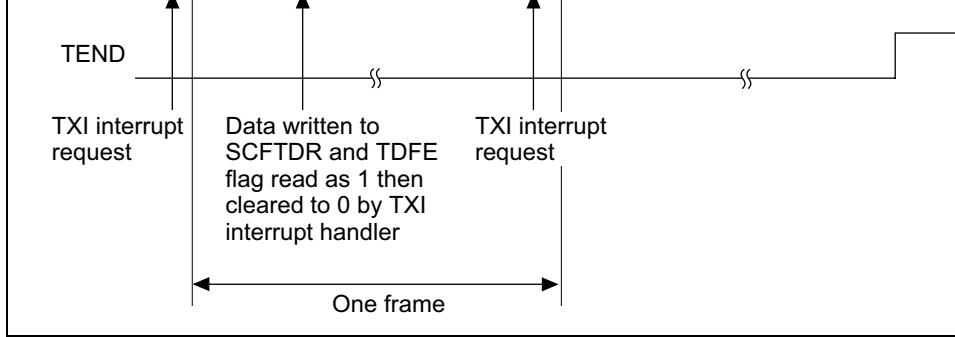 TEND
TXI interrupt
request
Data written to
SCFTDR and TDFE
flag read as 1 then
cleared to 0 by TXI
interrupt handler
TXI interrupt
request
One frame